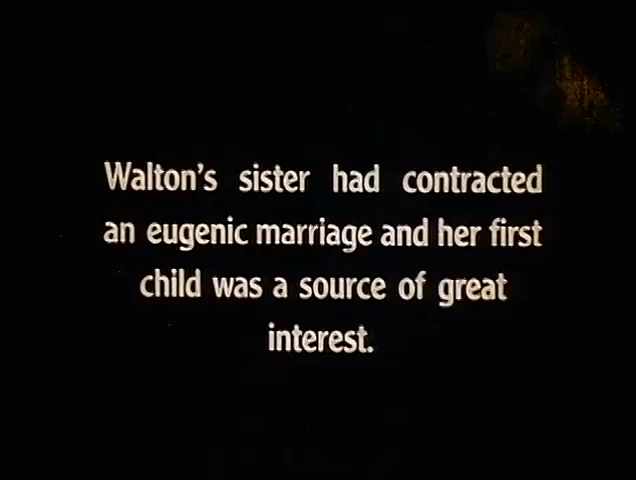 Walton's sister had contracted
an eugenic marriage and her first
child was a source of great
interest.